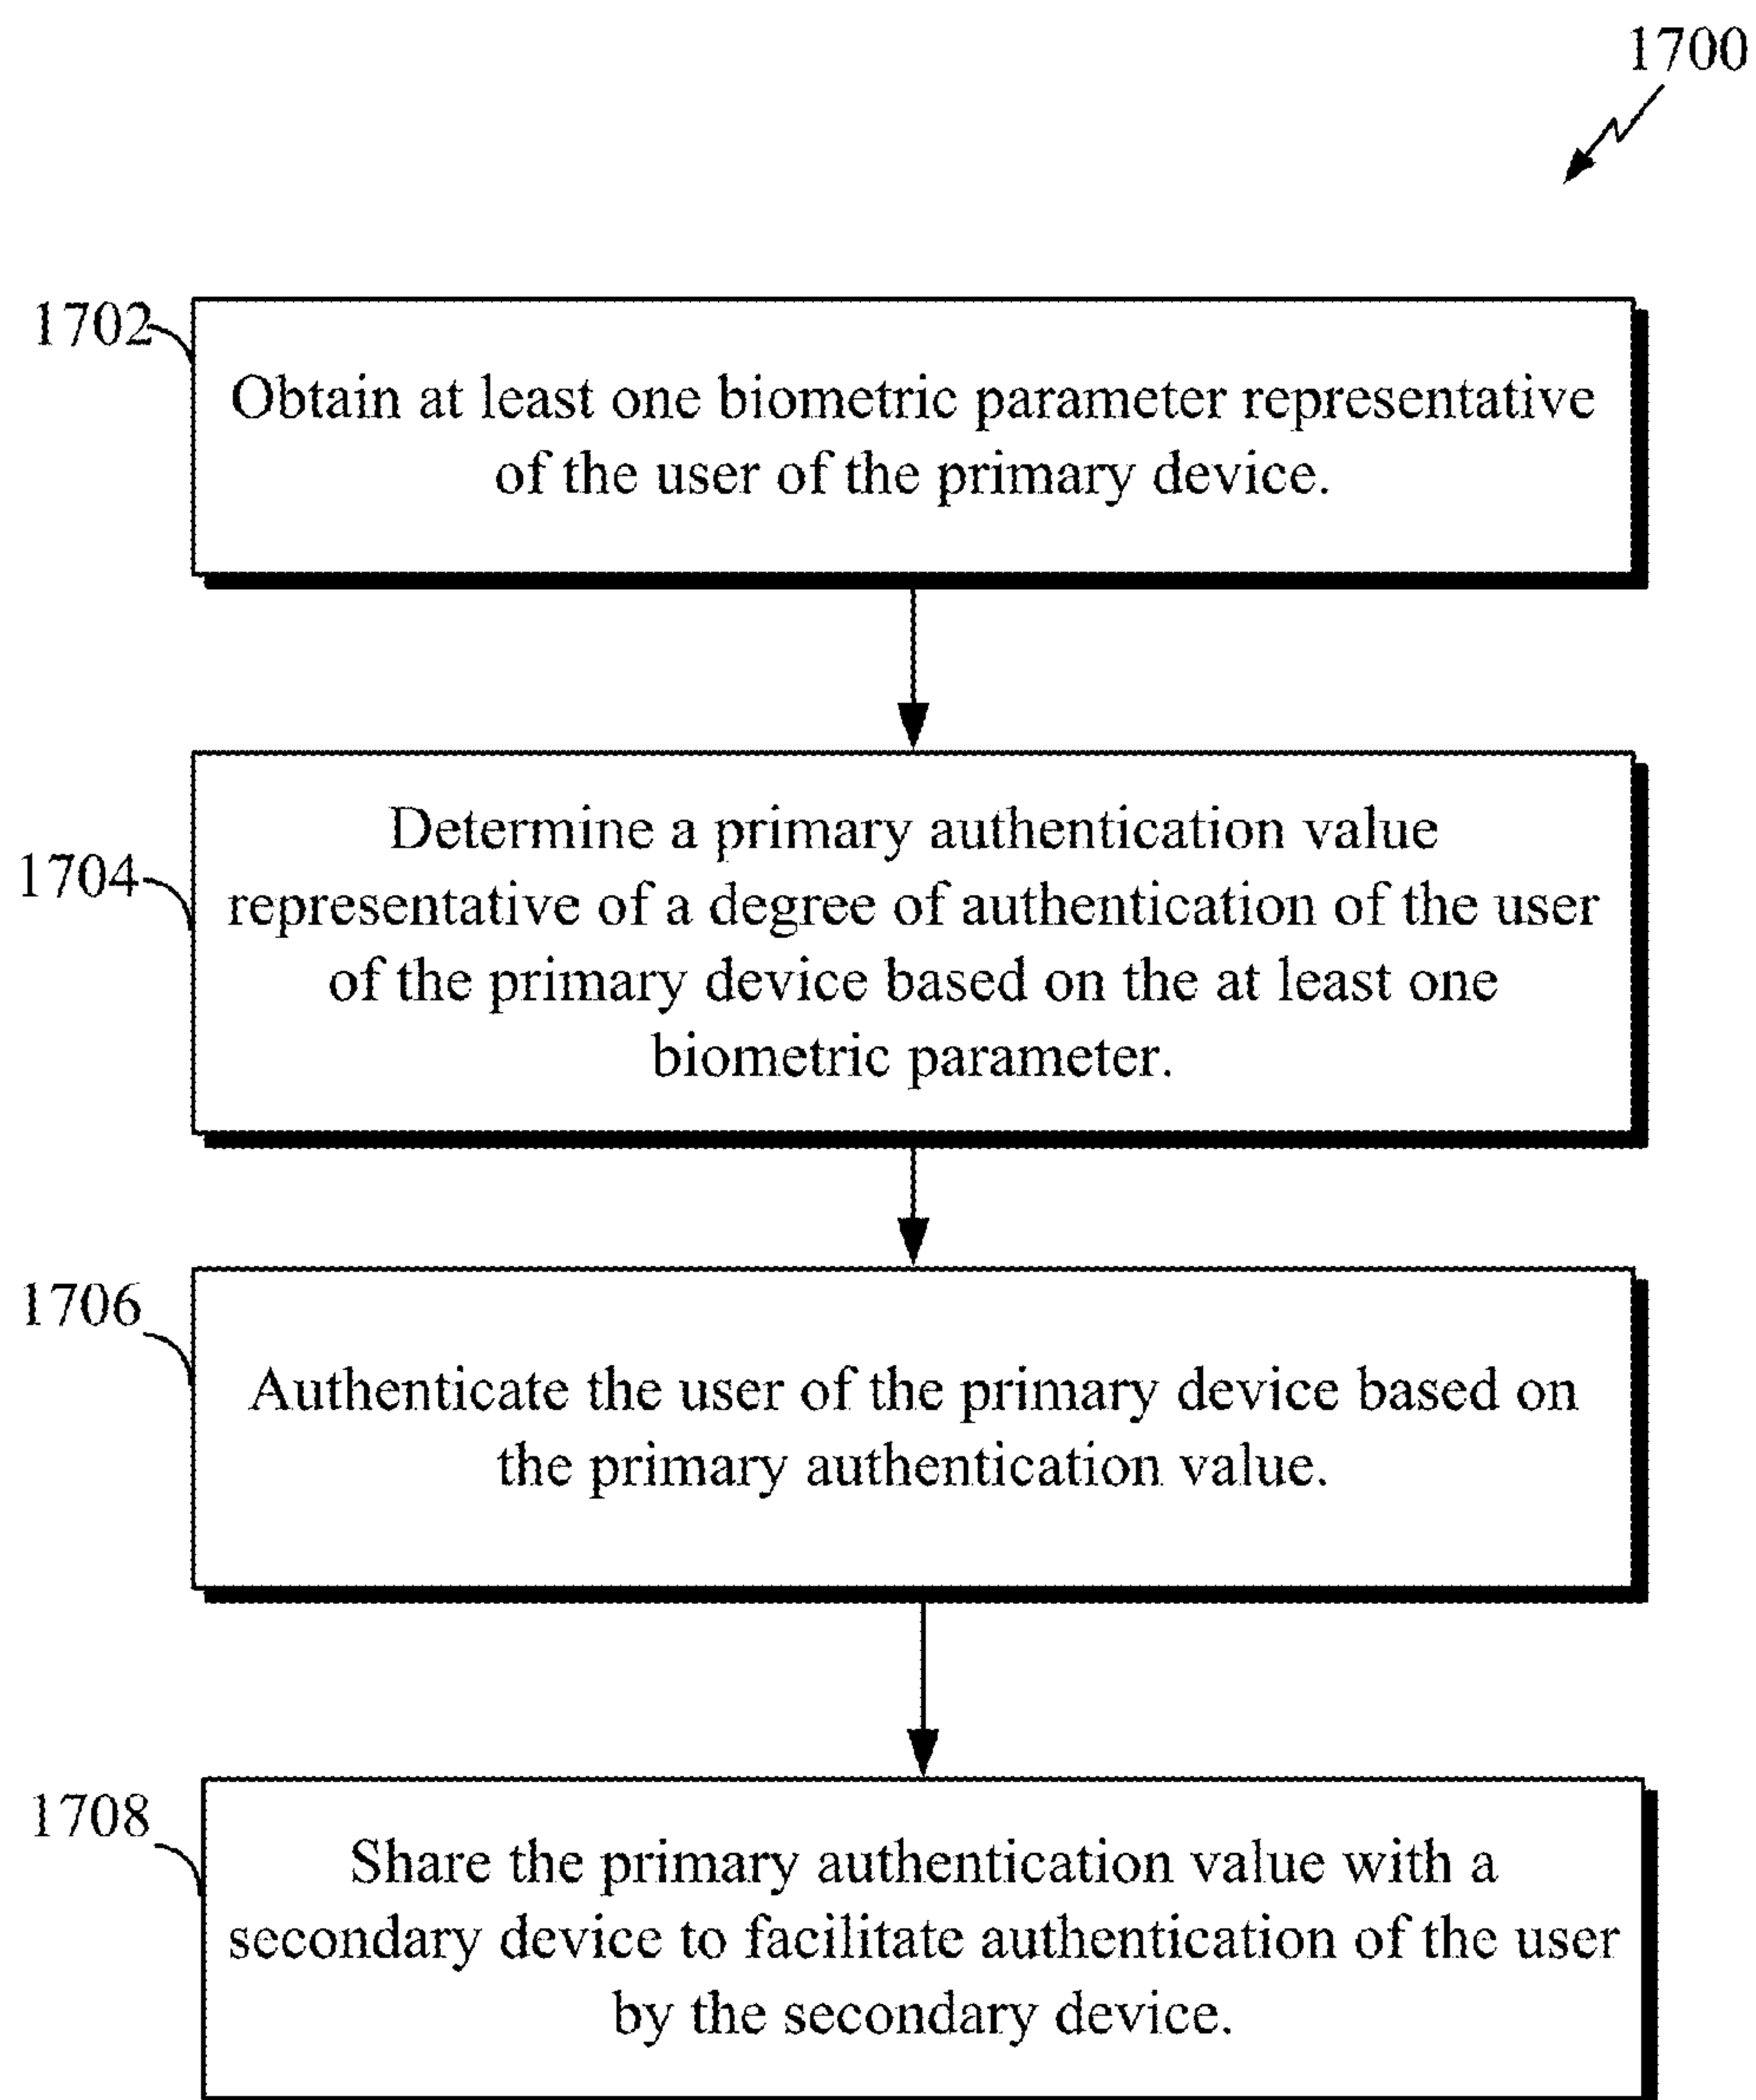 1700
1702
Obtain at least one biometric parameter representative
of the user of the primary device.
1704
Determine a primary authentication value
representative of a degree of authentication of the user
of the primary device based on the at least one
biometric parameter.
1706
Authenticate the user of the primary device based on
the primary authentication value.
1708
Share the primary authentication value with a
secondary device to facilitate authentication of the user
by the secondary device.